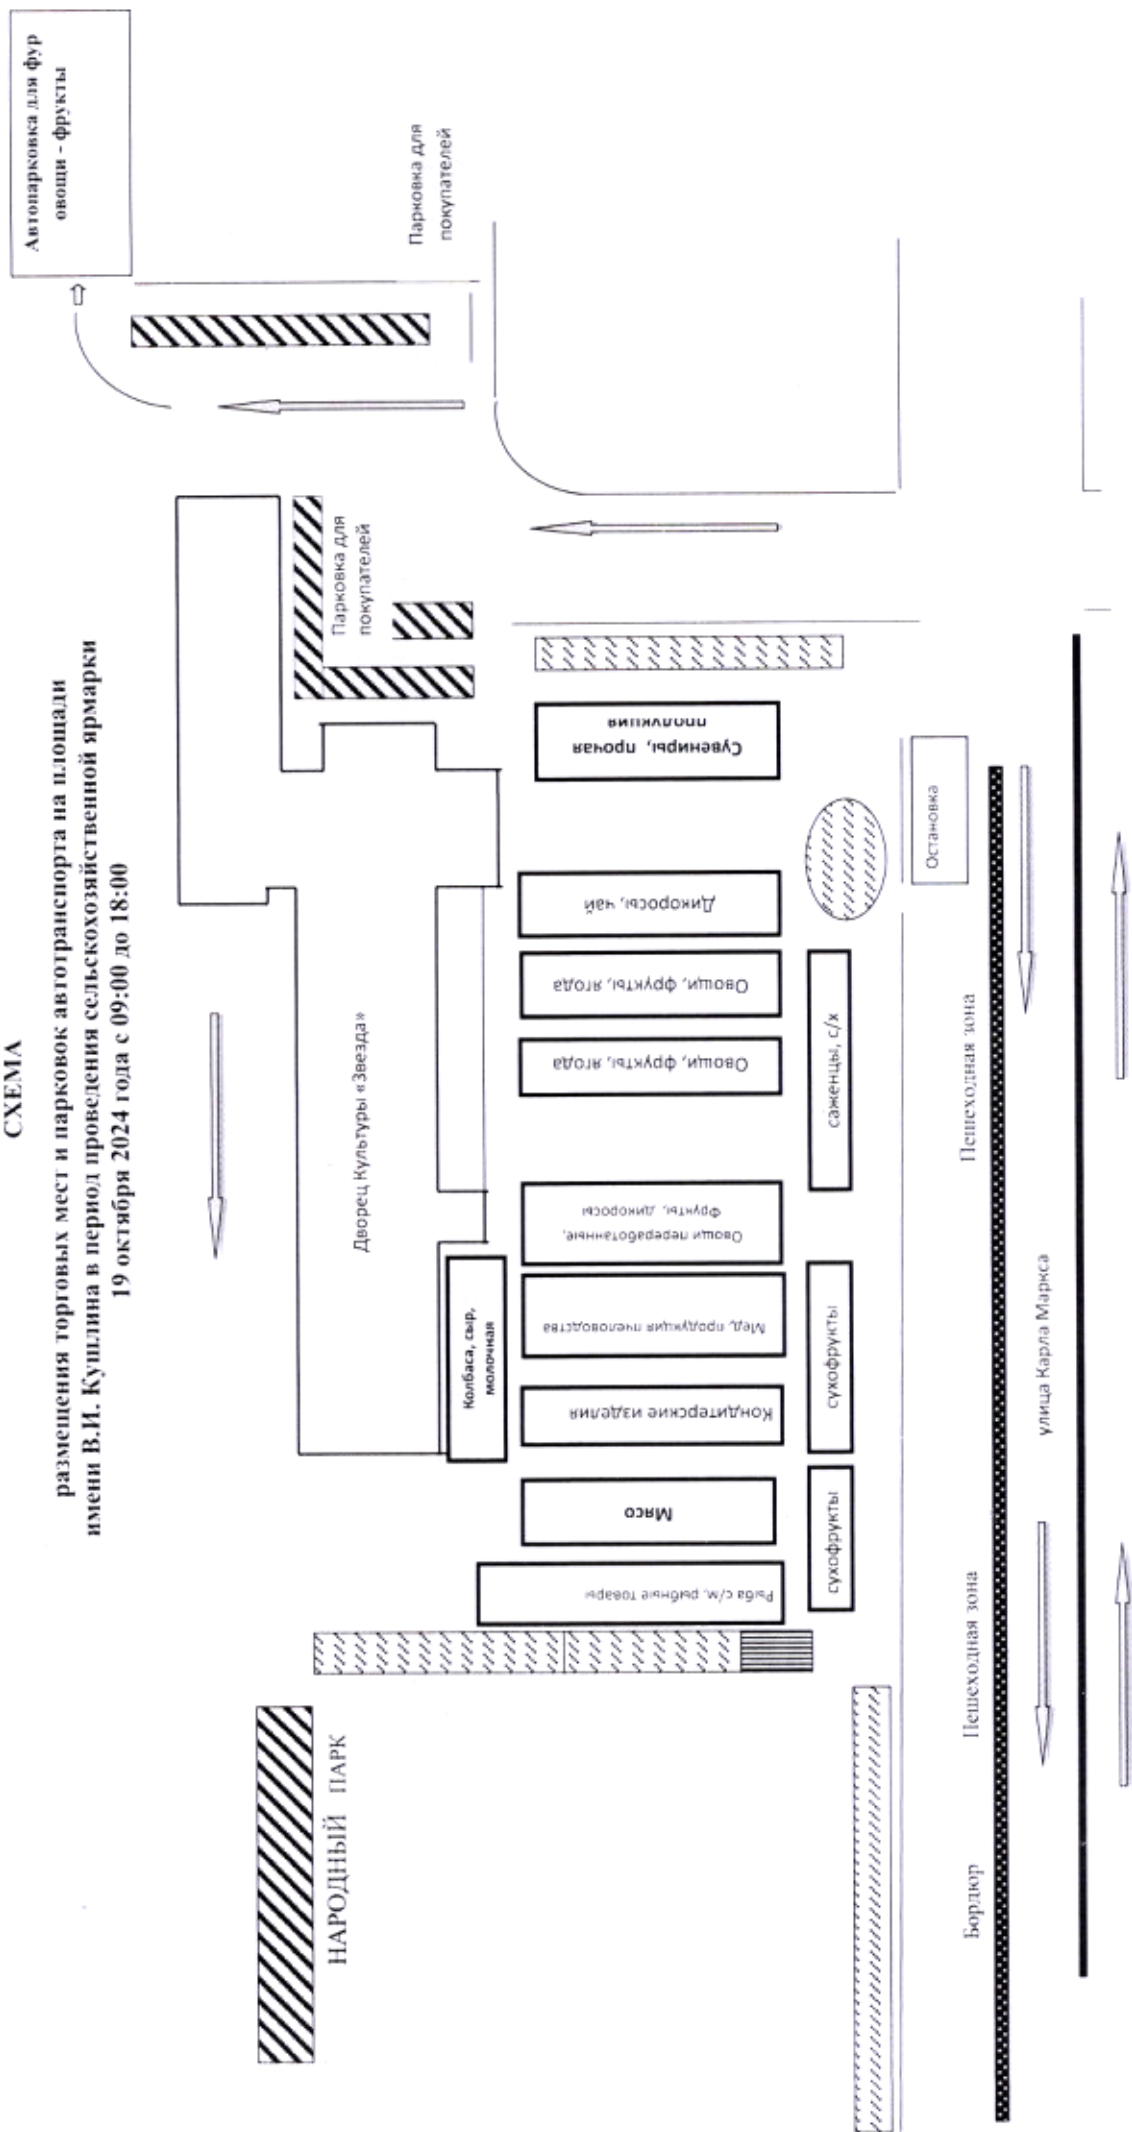 СХЕМА
размещения торговых мест и парковок автотранспорта на площади
имени В.И. Кушлина в период проведения сельскохозяйственной ярмарки
19 октября 2024 года с 09:00 до 18:00
Автопарковка для фур
овощи - фрукты
Парковка для
покупателей
Парковка для
покупателей
Дворец Культуры «Звезда»
НАРОДНЫЙ ПАРК
Колбаса, сыр,
молочная
Рыба с/м, рыбные товары
Мясо
Кондитерские изделия
Мед, продукция пчеловодства
Овощи переработанные,
Фрукты, дикоросы
Овощи, фрукты, ягода
Овощи, фрукты, ягода
Дикоросы, чай
Сувениры, прочая
продукция
сухофрукты
сухофрукты
саженцы, с/х
Остановка
Бордюр
Пешеходная зона
Пешеходная зона
улица Карла Маркса